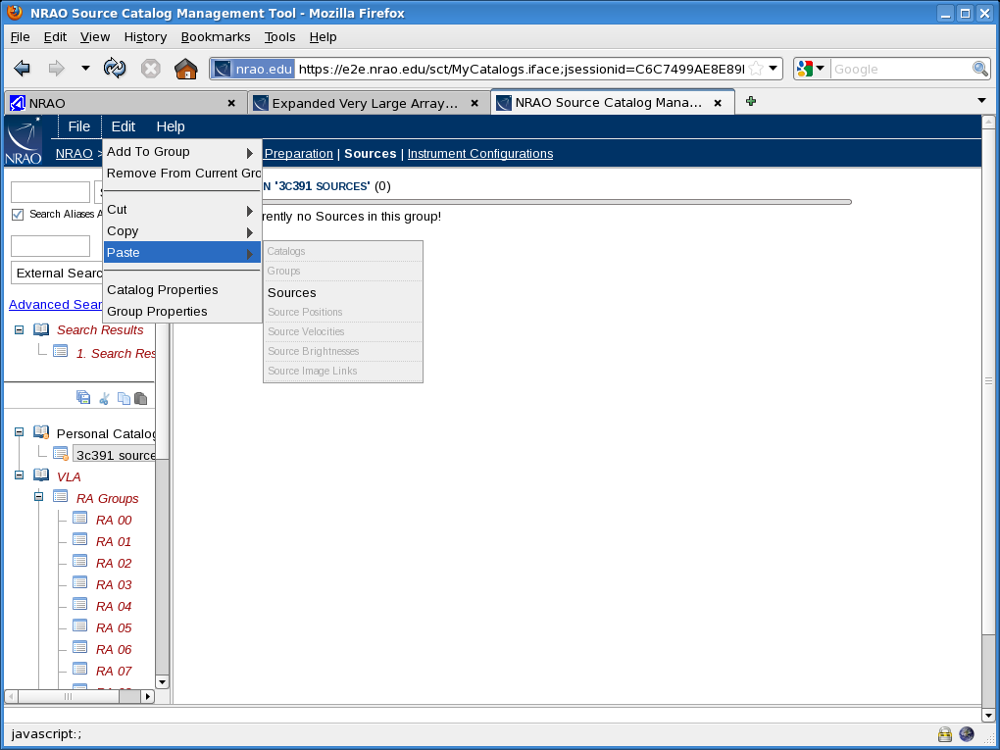 NRAO Source Catalog Management Tool - Mozilla Firefox
File Edit View History Bookmarks Tools Help
nrao.edu https://e2e.nrao.edu/sct/MyCatalogs.iface;jsessionid=C6C7499AE8E89 Google
NRAO Expanded Very Large Array... NRAO Source Catalog Mana...
NRAO File Edit Help
NRAO > Preparation | Sources | Instrument Configurations
Add To Group
Remove From Current Gro
N '3C391 SOURCES' (0)
Search Aliases A
Cut
rently no Sources in this group!
Copy
Paste
Catalogs
Groups
External Searc
Catalog Properties
Sources
Advanced Sear
Group Properties
Source Positions
Source Velocities
Source Brightnesses
Source Image Links
Search Results
1. Search Res
Personal Catalog
3c391 source
VLA
RA Groups
RA 00
RA 01
RA 02
RA 03
RA 04
RA 05
RA 06
RA 07
javascript:;